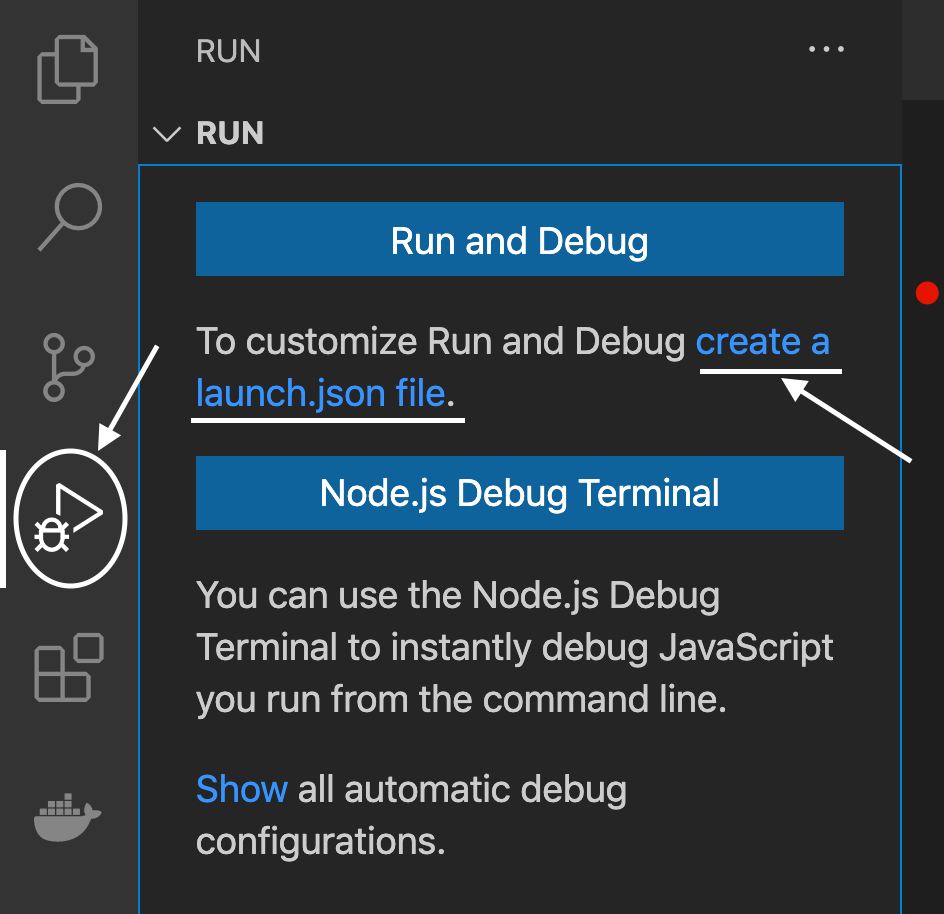 RUN
RUN
Run and Debug
To customize Run and Debug create a
launch.json file.
Node.js Debug Terminal
You can use the Node.js Debug
Terminal to instantly debug JavaScript
you run from the command line.
Show all automatic debug
configurations.